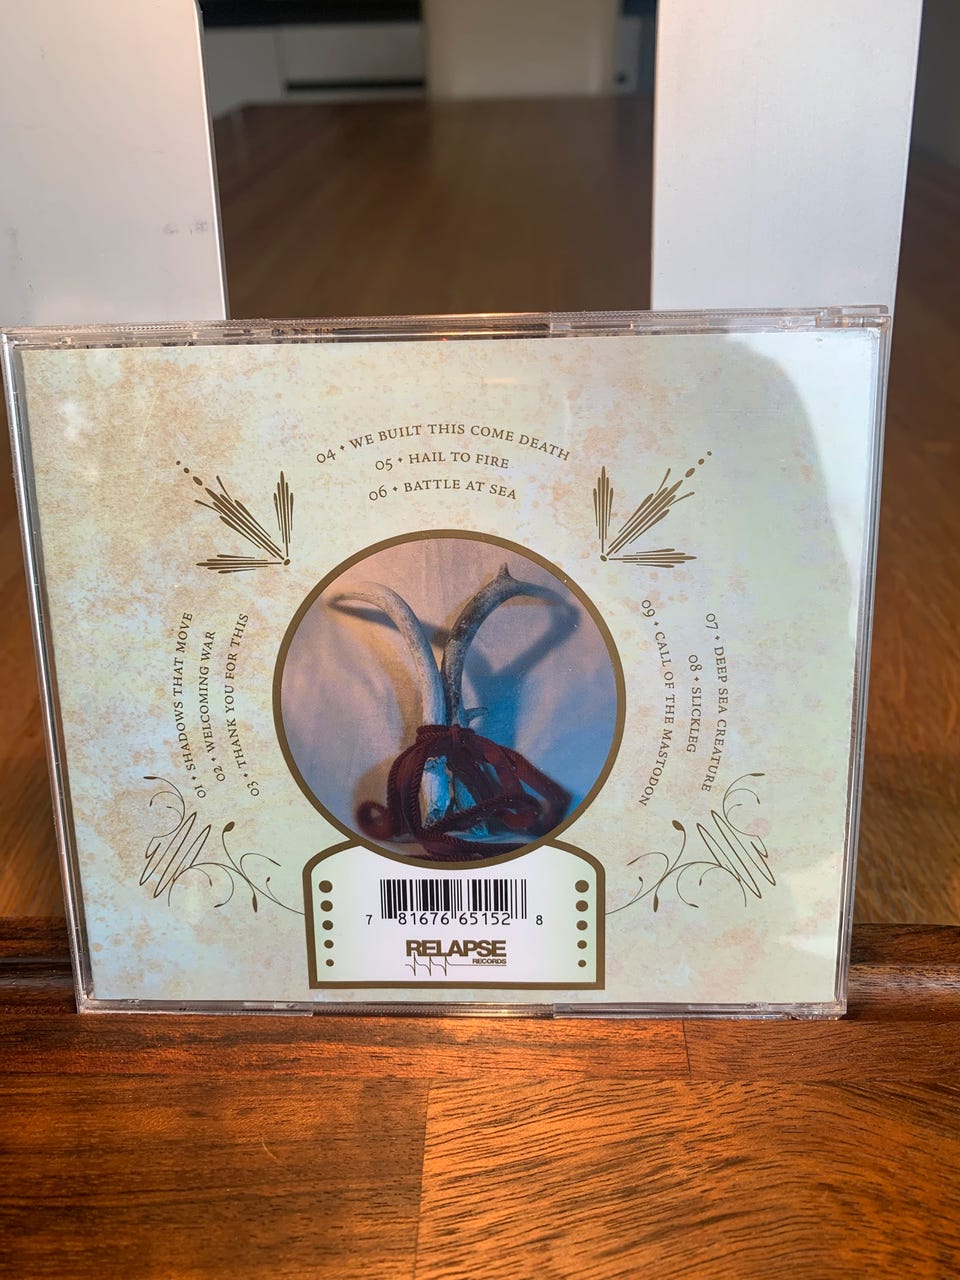 01 • SHADOWS THAT MOVE
02 • WELCOMING WAR
03 • THANK YOU FOR THIS
04 • WE BUILT THIS COME DEATH
05 • HAIL TO FIRE
06 • BATTLE AT SEA
07 • DEEP SEA CREATURE
08 • SLICKLEG
09 • CALL OF THE MASTODON
7 81676 65152 8
RELAPSE
RECORDS